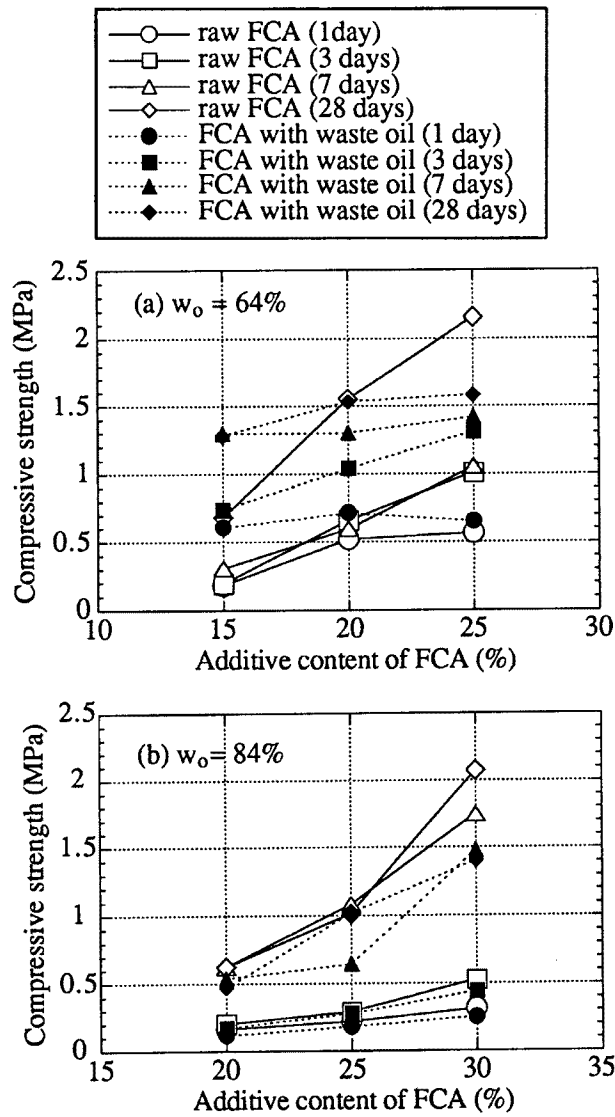 raw FCA (1day)
raw FCA (3 days)
raw FCA (7 days)
raw FCA (28 days)
FCA with waste oil (1 day)
FCA with waste oil (3 days)
FCA with waste oil (7 days)
FCA with waste oil (28 days)
2.5
(a) wo = 64%
2
1.5
1
0.5
0
Compressive strength (MPa)
10 15 20 25 30
Additive content of FCA (%)
2.5
(b) wo= 84%
2
1.5
1
0.5
0
Compressive strength (MPa)
15 20 25 30 35
Additive content of FCA (%)